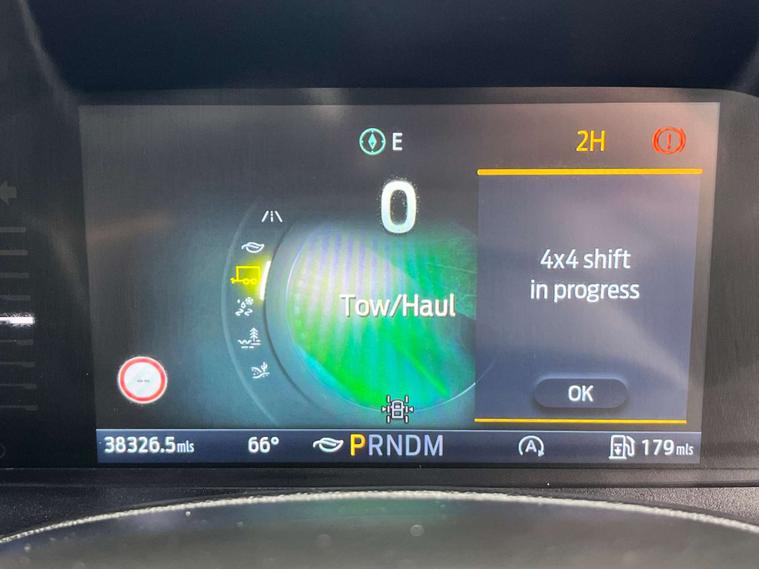 E
2H
0
4x4 shift
in progress
Tow/Haul
--
OK
38326.5mls
66°
PRNDM
A
179mls